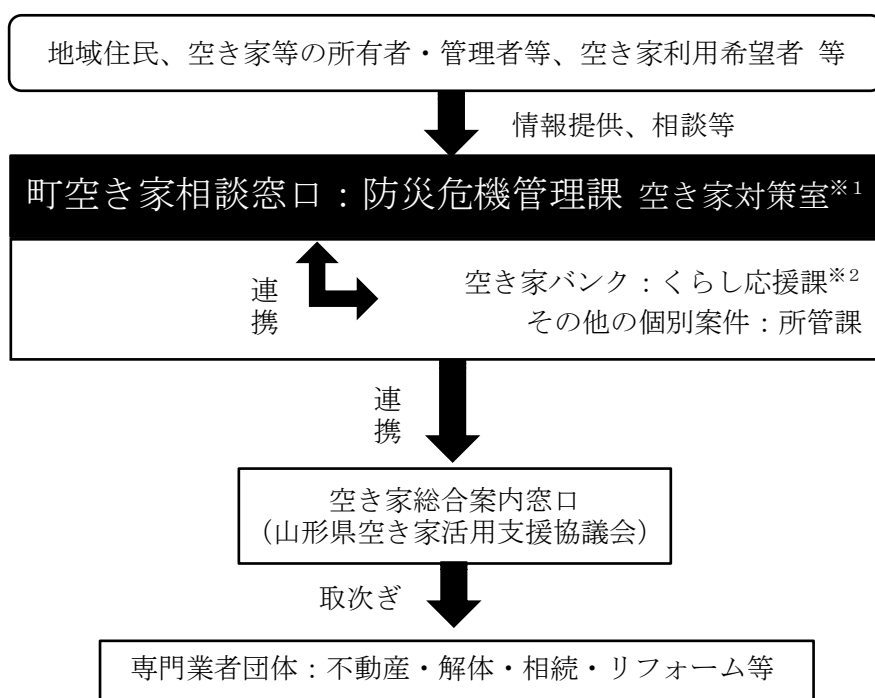 地域住民、空き家等の所有者・管理者等、空き家利用希望者 等
情報提供、相談等
町空き家相談窓口：防災危機管理課 空き家対策室※1
連携
空き家バンク：くらし応援課※2
その他の個別案件：所管課
連携
空き家総合案内窓口
（山形県空き家活用支援協議会）
取次ぎ
専門業者団体：不動産・解体・相続・リフォーム等